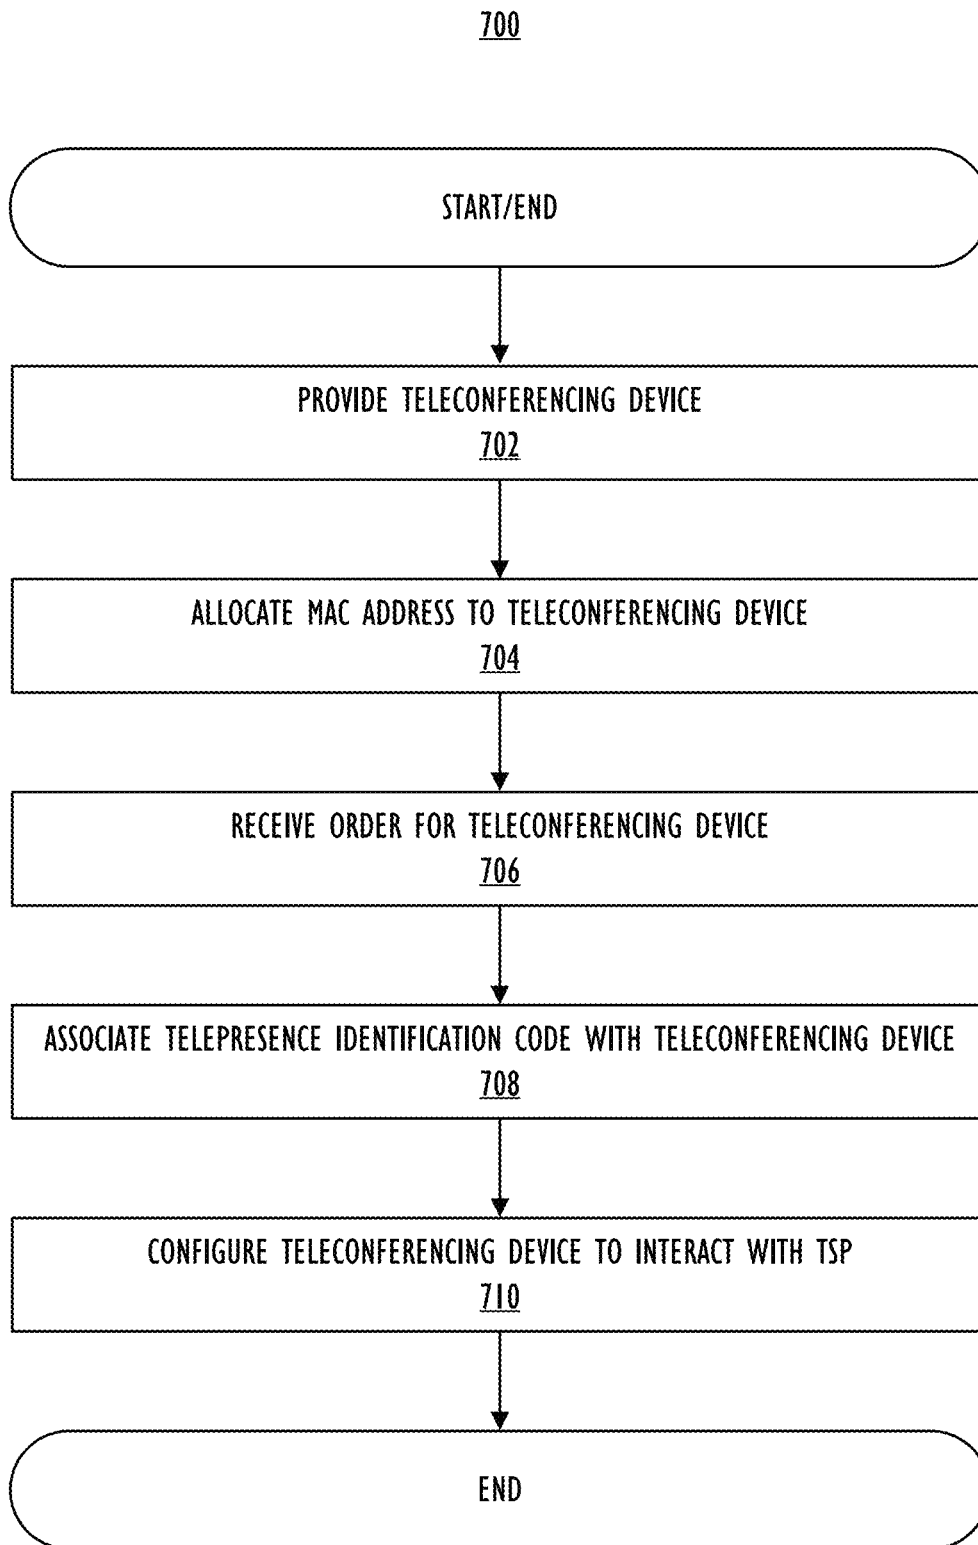 700
START/END
PROVIDE TELECONFERENCING DEVICE
702
ALLOCATE MAC ADDRESS TO TELECONFERENCING DEVICE
704
RECEIVE ORDER FOR TELECONFERENCING DEVICE
706
ASSOCIATE TELEPRESENCE IDENTIFICATION CODE WITH TELECONFERENCING DEVICE
708
CONFIGURE TELECONFERENCING DEVICE TO INTERACT WITH TSP
710
END